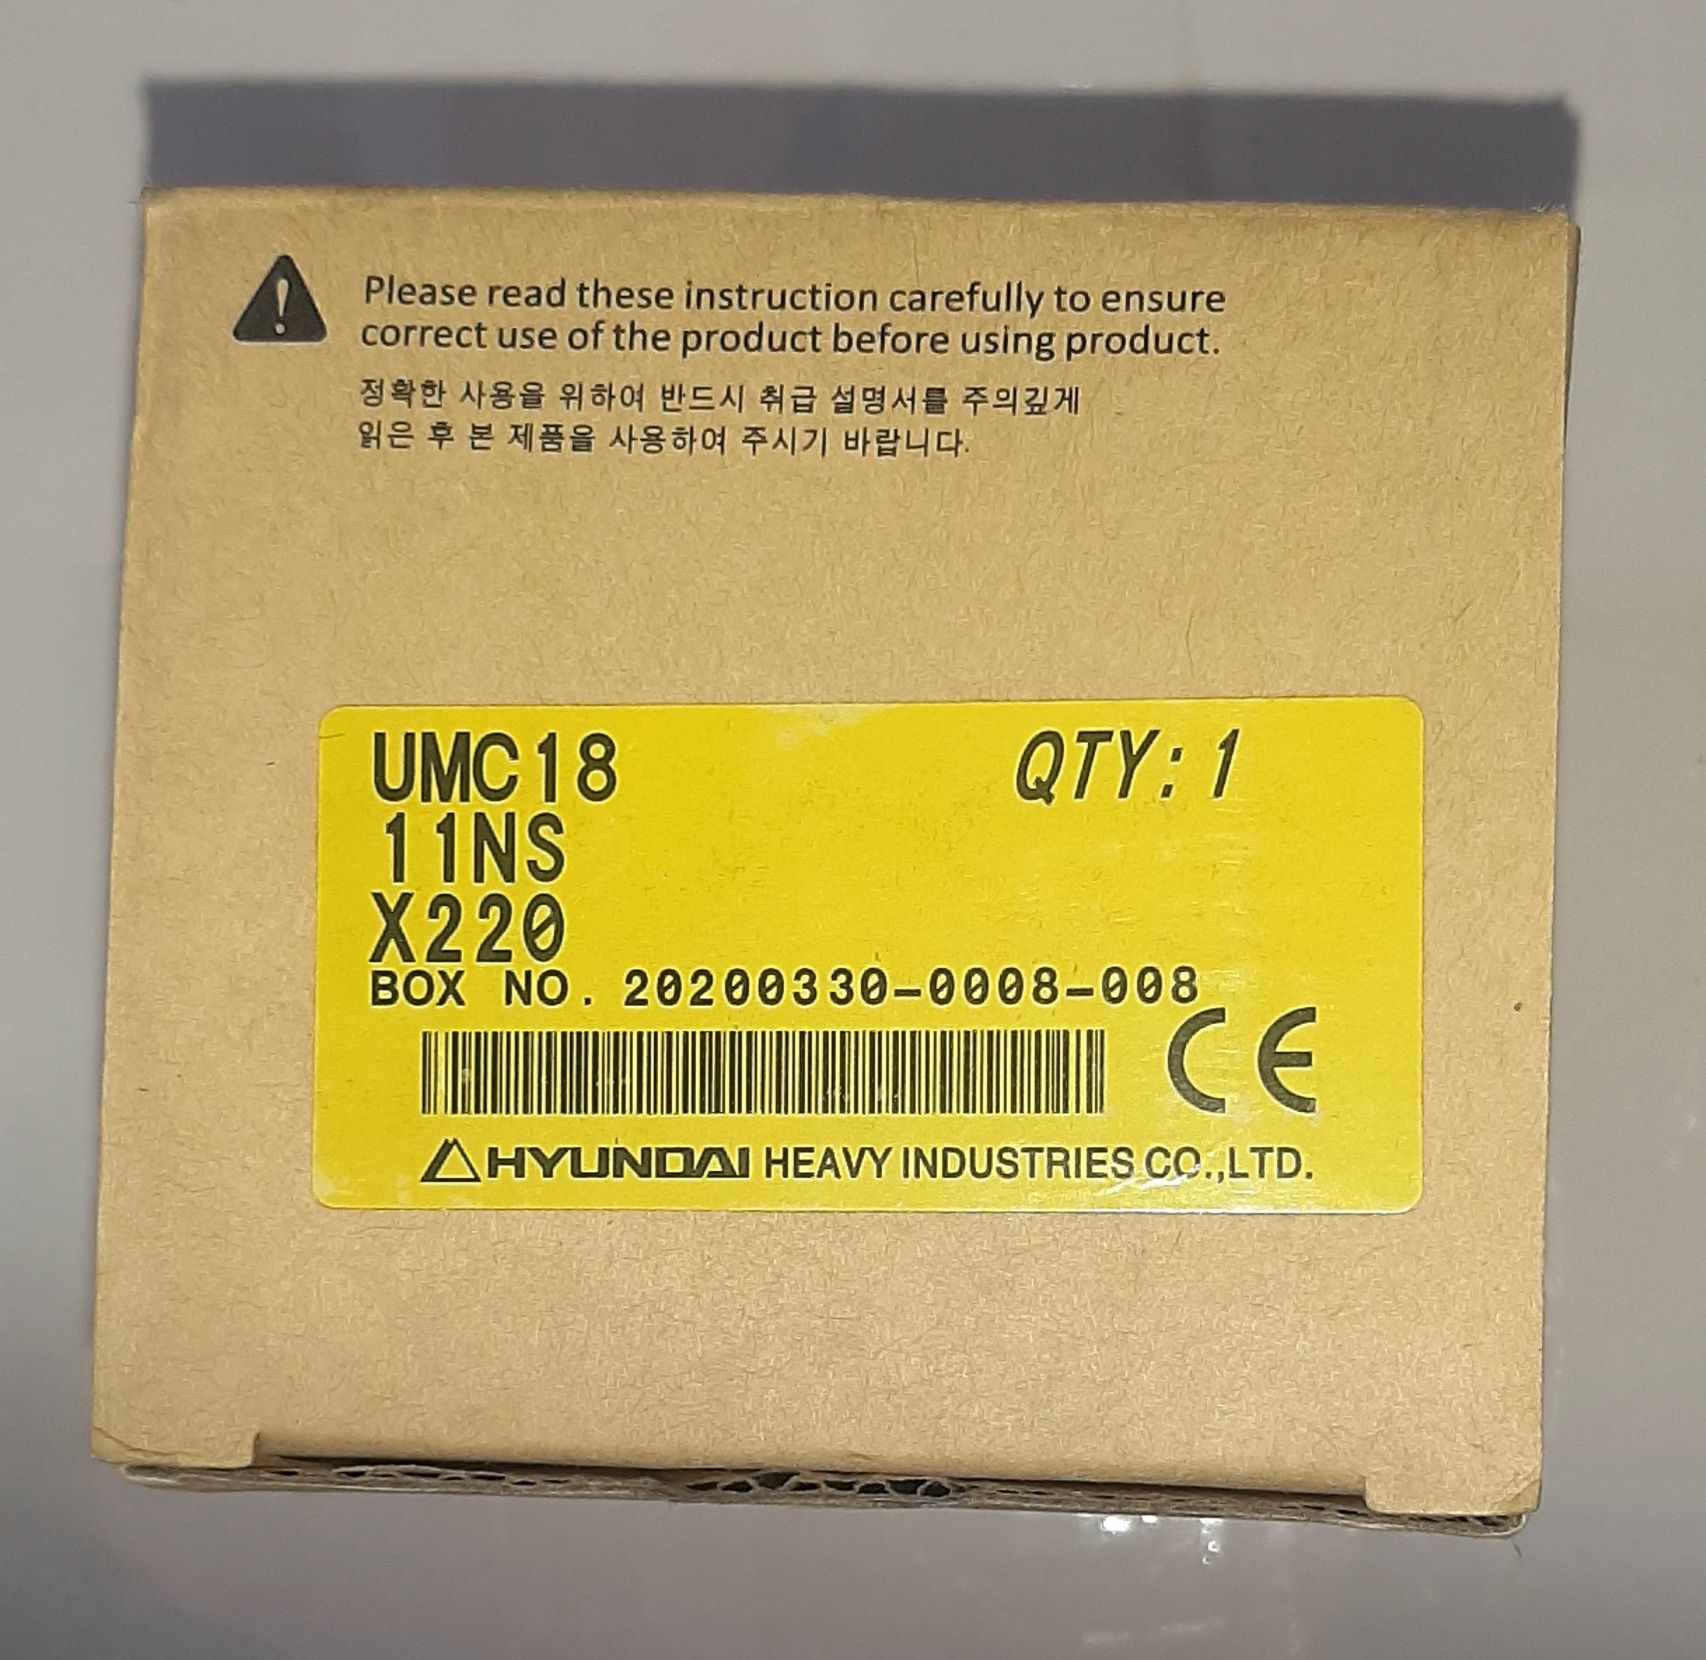 Please read these instruction carefully to ensure
correct use of the product before using product.
정확한 사용을 위하여 반드시 취급 설명서를 주의깊게
읽은 후 본 제품을 사용하여 주시기 바랍니다.
UMC18 QTY: 1
11NS
X220
BOX NO. 20200330-0008-008
CE
HYUNDAI HEAVY INDUSTRIES CO.,LTD.